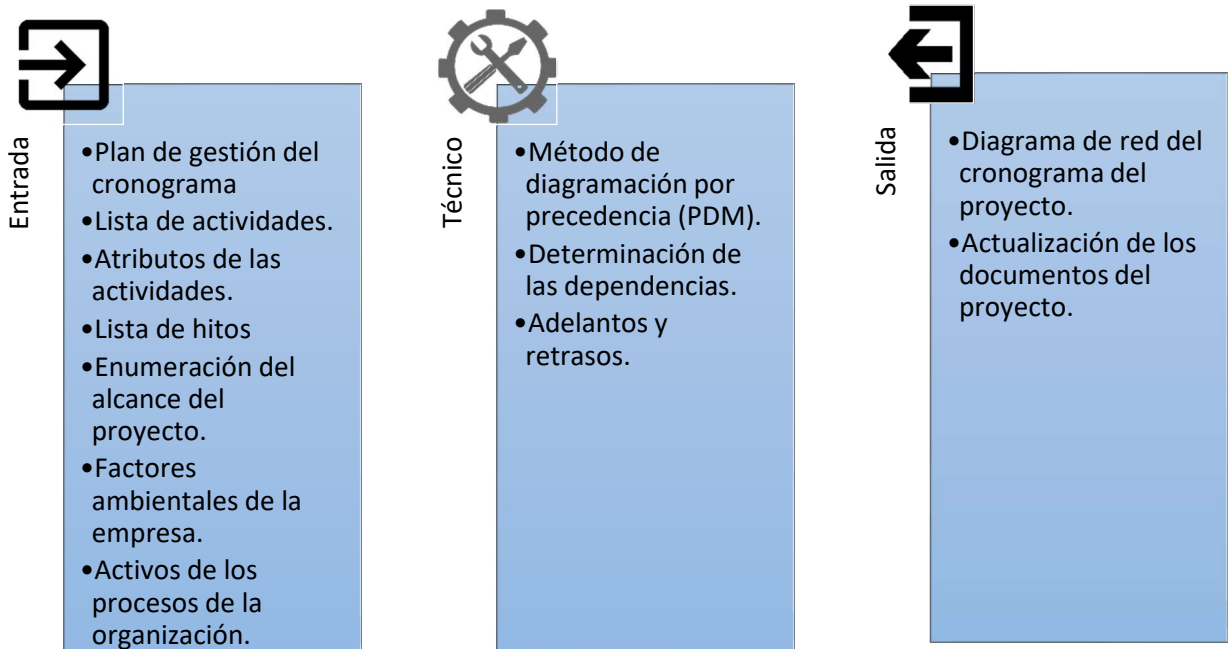 Entrada
•Plan de gestión del
cronograma
•Lista de actividades.
•Atributos de las
actividades.
•Lista de hitos
•Enumeración del
alcance del
proyecto.
•Factores
ambientales de la
empresa.
•Activos de los
procesos de la
organización.
Técnico
•Método de
diagramación por
precedencia (PDM).
•Determinación de
las dependencias.
•Adelantos y
retrasos.
Salida
•Diagrama de red del
cronograma del
proyecto.
•Actualización de los
documentos del
proyecto.